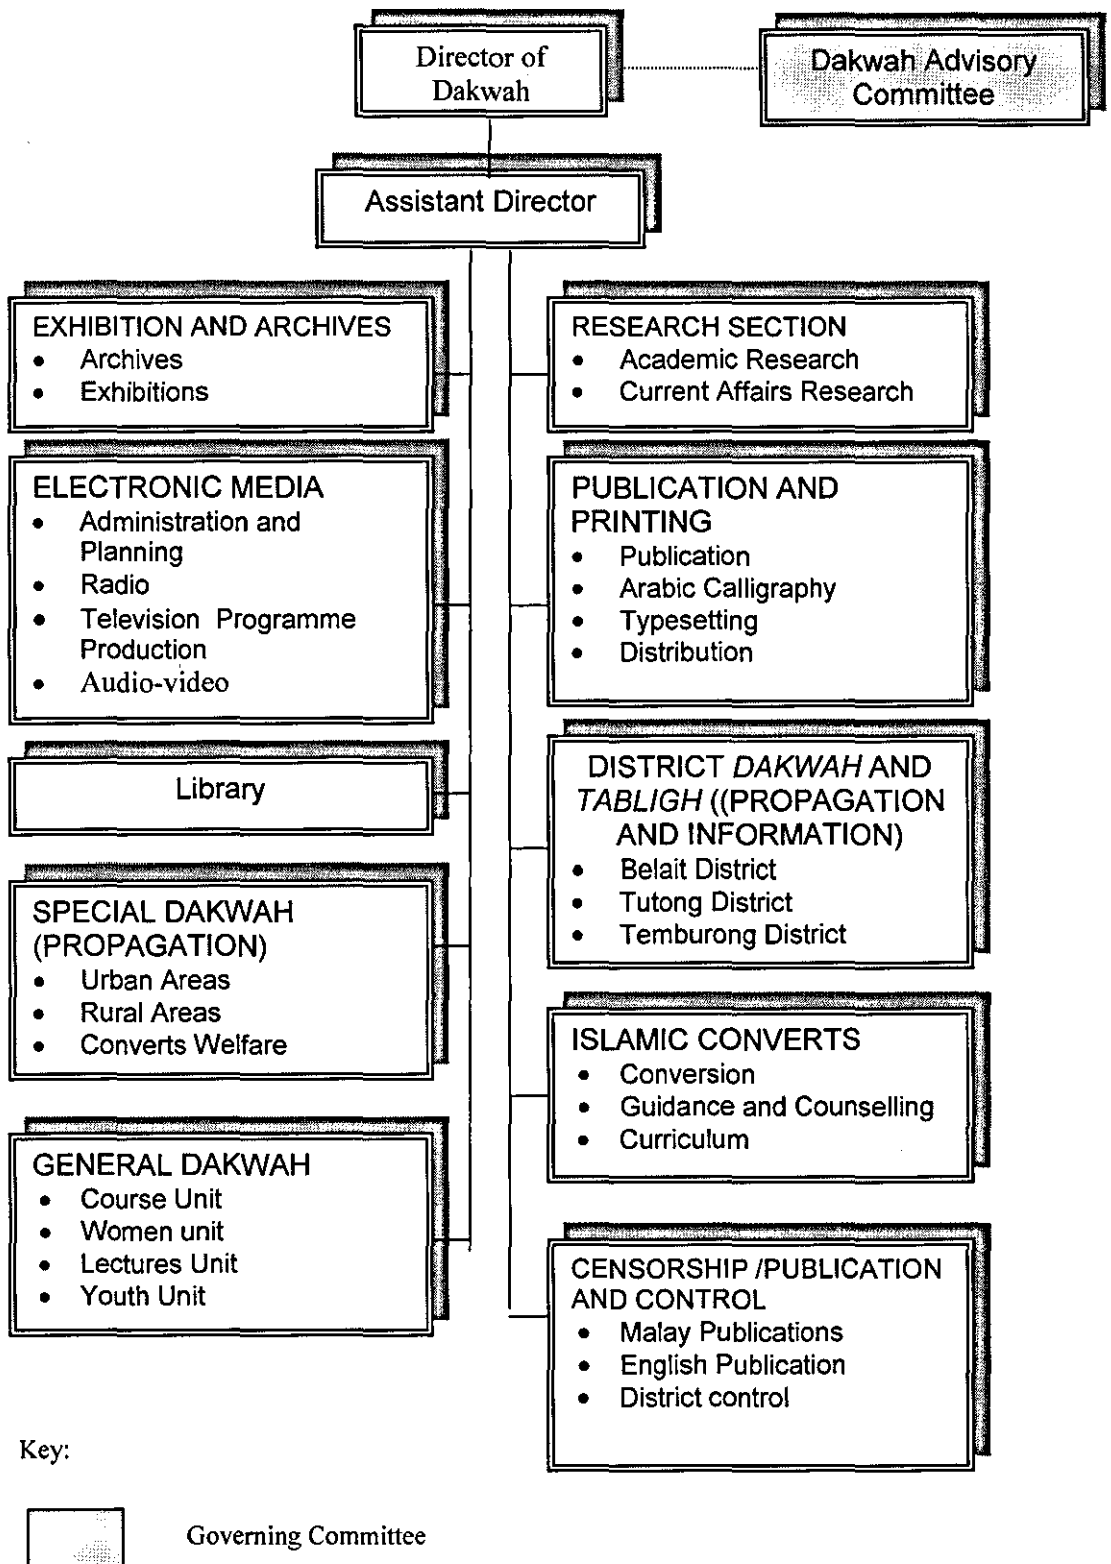 Director of
Dakwah
Dakwah Advisory
Committee
Assistant Director
EXHIBITION AND ARCHIVES
• Archives
• Exhibitions
ELECTRONIC MEDIA
• Administration and
Planning
• Radio
• Television Programme
Production
• Audio-video
Library
SPECIAL DAKWAH
(PROPAGATION)
• Urban Areas
• Rural Areas
• Converts Welfare
GENERAL DAKWAH
• Course Unit
• Women unit
• Lectures Unit
• Youth Unit
RESEARCH SECTION
• Academic Research
• Current Affairs Research
PUBLICATION AND
PRINTING
• Publication
• Arabic Calligraphy
• Typesetting
• Distribution
DISTRICT DAKWAH AND
TABLIGH ((PROPAGATION
AND INFORMATION)
• Belait District
• Tutong District
• Temburong District
ISLAMIC CONVERTS
• Conversion
• Guidance and Counselling
• Curriculum
CENSORSHIP /PUBLICATION
AND CONTROL
• Malay Publications
• English Publication
• District control
Key:
Governing Committee